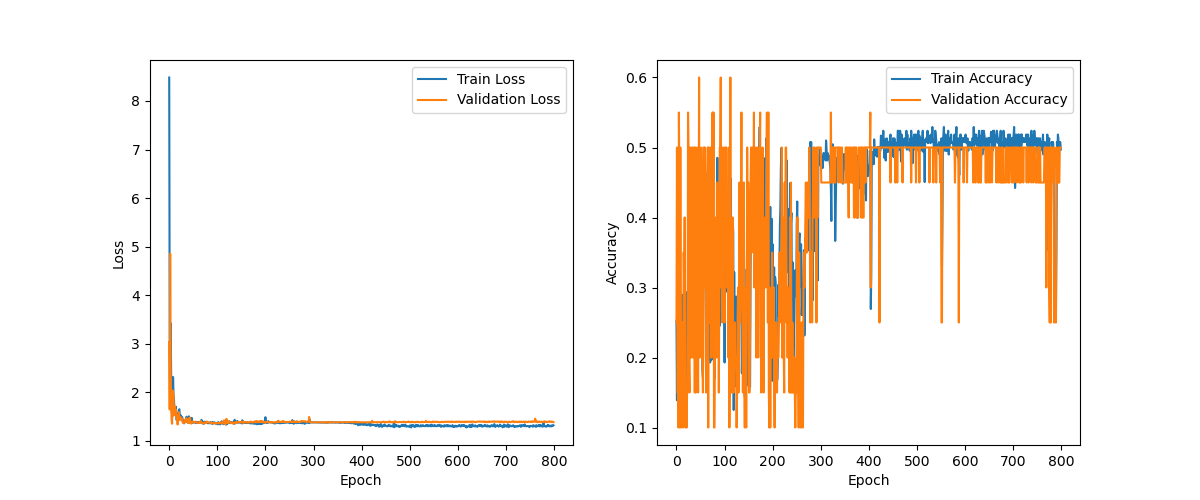 Train Loss
Validation Loss
8
7
6
5
4
3
2
1
0 100 200 300 400 500 600 700 800
Loss
Epoch
Train Accuracy
Validation Accuracy
0.6
0.5
0.4
0.3
0.2
0.1
0 100 200 300 400 500 600 700 800
Accuracy
Epoch